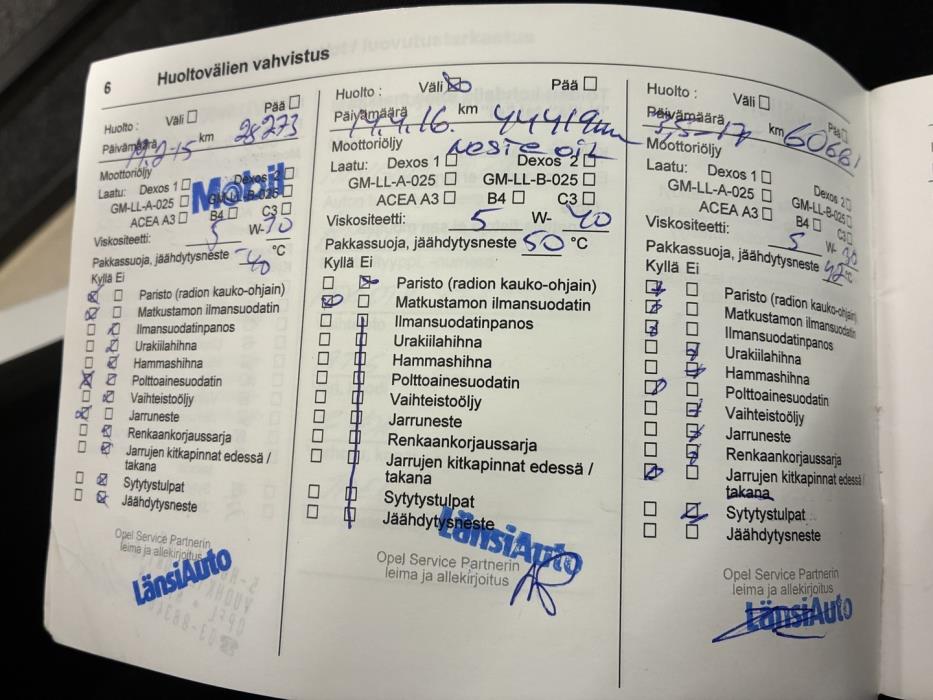 6 Huoltovälien vahvistus
Huolto : Väli Pää
Päivämäärä 19.2-15 km 28273
Moottoriöljy
Mobil
Laatu: Dexos 1 Dexos 2
GM-LL-A-025 GM-LL-B-025
ACEA A3 B4 C3
Viskositeetti: 5 W-30
Pakkassuoja, jäähdytysneste -40 °C
Kyllä Ei
Paristo (radion kauko-ohjain)
Matkustamon ilmansuodatin
Ilmansuodatinpanos
Urakiilahihna
Hammashihna
Polttoainesuodatin
Vaihteistoöljy
Jarruneste
Renkaankorjaussarja
Jarrujen kitkapinnat edessä /
takana
Sytytystulpat
Jäähdytysneste
Opel Service Partnerin
leima ja allekirjoitus
LänsiAuto
Huolto : Väli Pää
Päivämäärä 14.4.16. km 44419km
Moottoriöljy neste oil
Laatu: Dexos 1 Dexos 2
GM-LL-A-025 GM-LL-B-025
ACEA A3 B4 C3
Viskositeetti: 5 W-40
Pakkassuoja, jäähdytysneste 50 °C
Kyllä Ei
Paristo (radion kauko-ohjain)
Matkustamon ilmansuodatin
Ilmansuodatinpanos
Urakiilahihna
Hammashihna
Polttoainesuodatin
Vaihteistoöljy
Jarruneste
Renkaankorjaussarja
Jarrujen kitkapinnat edessä /
takana
Sytytystulpat
Jäähdytysneste
LänsiAuto
Opel Service Partnerin
leima ja allekirjoitus
Huolto : Väli Pää
Päivämäärä km 60681
Moottoriöljy
Laatu: Dexos 1 Dexos 2
GM-LL-A-025 GM-LL-B-025
ACEA A3 B4 C3
Viskositeetti: 5 W-30
Pakkassuoja, jäähdytysneste 42 °C
Kyllä Ei
Paristo (radion kauko-ohjain)
Matkustamon ilmansuodatin
Ilmansuodatinpanos
Urakiilahihna
Hammashihna
Polttoainesuodatin
Vaihteistoöljy
Jarruneste
Renkaankorjaussarja
Jarrujen kitkapinnat edessä /
takana
Sytytystulpat
Jäähdytysneste
Opel Service Partnerin
leima ja allekirjoitus
LänsiAuto